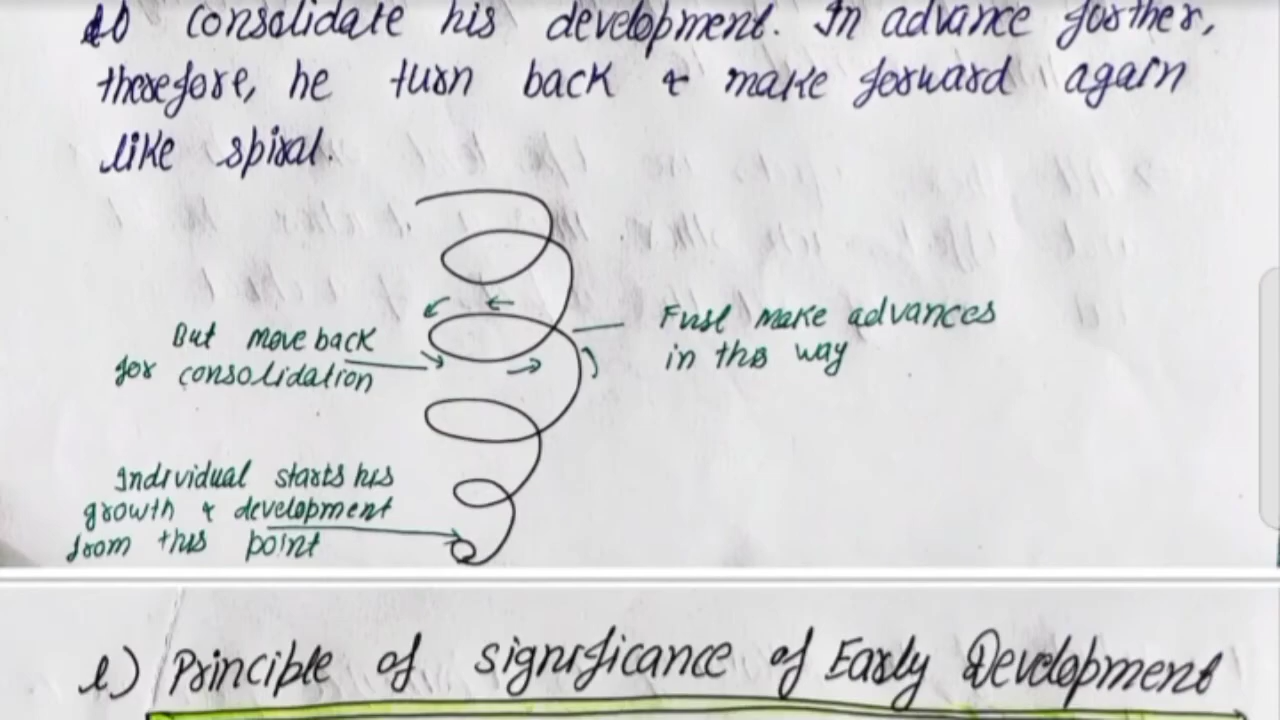 to consolidate his development. In advance further,
therefore, he turn back & make forward again
like spiral.
But move back
for consolidation
Fust make advances
in this way
Individual starts his
growth & development
from this point
l) Principle of significance of Early Development